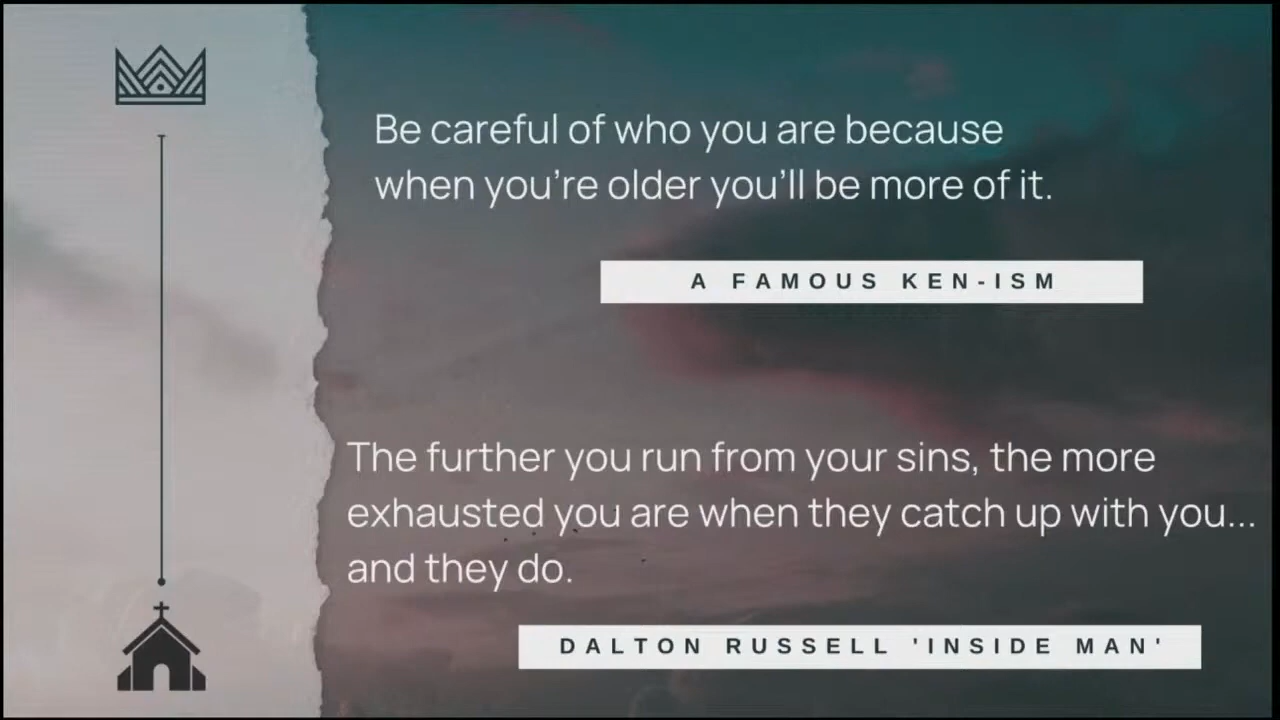 Be careful of who you are because
when you’re older you’ll be more of it.
A FAMOUS KEN-ISM
The further you run from your sins, the more
exhausted you are when they catch up with you...
and they do.
DALTON RUSSELL 'INSIDE MAN'